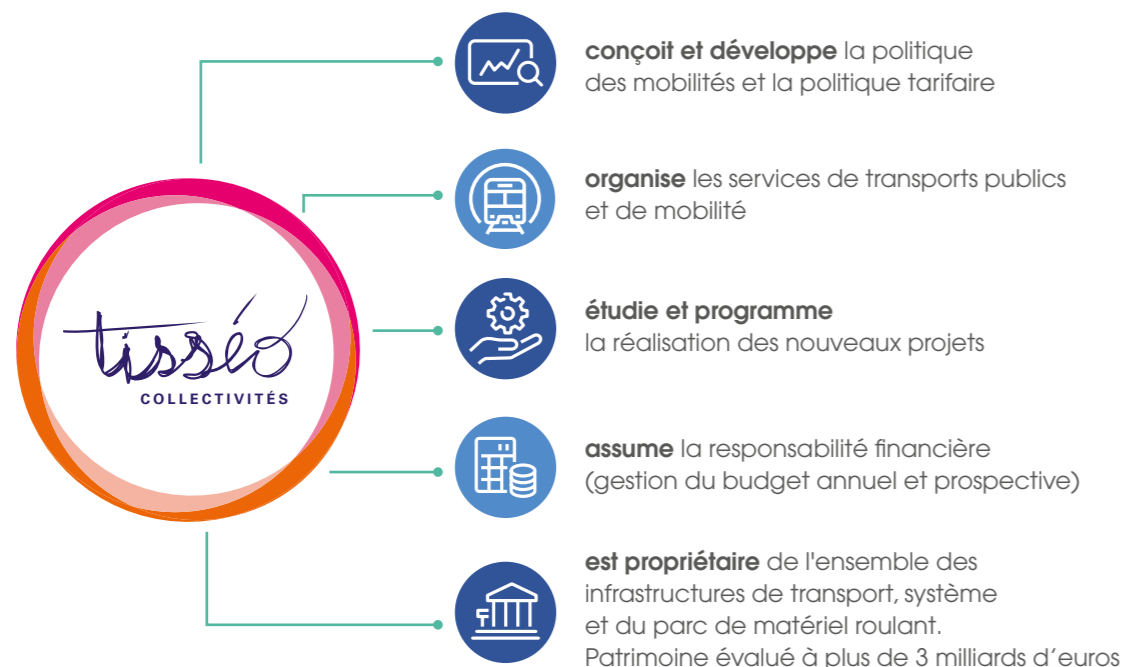 conçoit et développe la politique
des mobilités et la politique tarifaire
organise les services de transports publics
et de mobilité
tisséo
COLLECTIVITÉS
étudie et programme
la réalisation des nouveaux projets
assume la responsabilité financière
(gestion du budget annuel et prospective)
est propriétaire de l'ensemble des
infrastructures de transport, système
et du parc de matériel roulant.
Patrimoine évalué à plus de 3 milliards d’euros